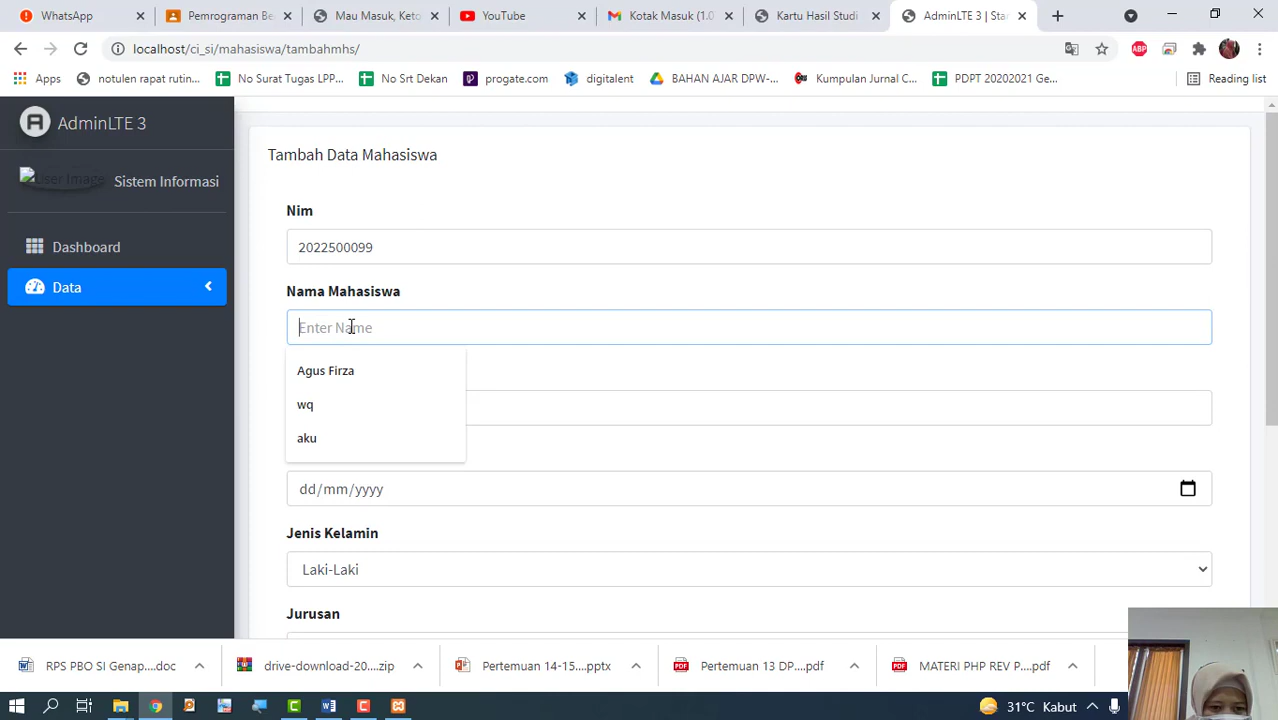 WhatsApp
Pemrograman Be
Mau Masuk, Keto
YouTube
Kotak Masuk (1.0
Kartu Hasil Studi
AdminLTE 3 | Sta
localhost/ci_si/mahasiswa/tambahmhs/
ABP
Apps
notulen rapat rutin...
No Surat Tugas LPP...
No Srt Dekan
progate.com
digitalent
BAHAN AJAR DPW-...
Kumpulan Jurnal C...
PDPT 20202021 Ge...
Reading list
AdminLTE 3
User Image
Sistem Informasi
Dashboard
Data
Tambah Data Mahasiswa
Nim
2022500099
Nama Mahasiswa
Enter Name
Agus Firza
wq
aku
dd/mm/yyyy
Jenis Kelamin
Laki-Laki
Jurusan
RPS PBO SI Genap....doc
drive-download-20....zip
Pertemuan 14-15....pptx
Pertemuan 13 DP....pdf
MATERI PHP REV P....pdf
31°C Kabut